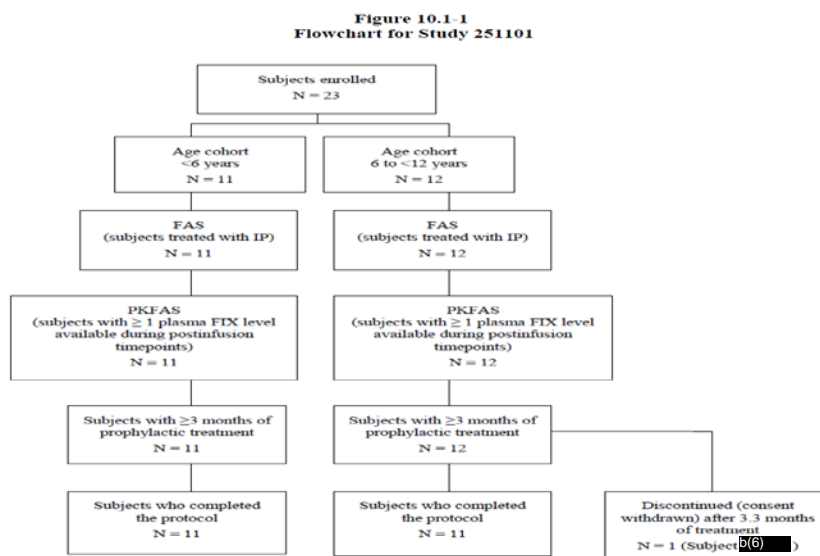 Figure 10.1-1
Flowchart for Study 251101
Subjects enrolled
N = 23
Age cohort
<6 years
N = 11
Age cohort
6 to <12 years
N = 12
FAS
(subjects treated with IP)
N = 11
FAS
(subjects treated with IP)
N = 12
PKFAS
(subjects with ≥ 1 plasma FIX level
available during postinfusion
timepoints)
N = 11
PKFAS
(subjects with ≥ 1 plasma FIX level
available during postinfusion
timepoints)
N = 12
Subjects with ≥3 months of
prophylactic treatment
N = 11
Subjects with ≥3 months of
prophylactic treatment
N = 12
Subjects who completed
the protocol
N = 11
Subjects who completed
the protocol
N = 11
Discontinued (consent
withdrawn) after 3.3 months
of treatment
N = 1 (Subject b(6) )